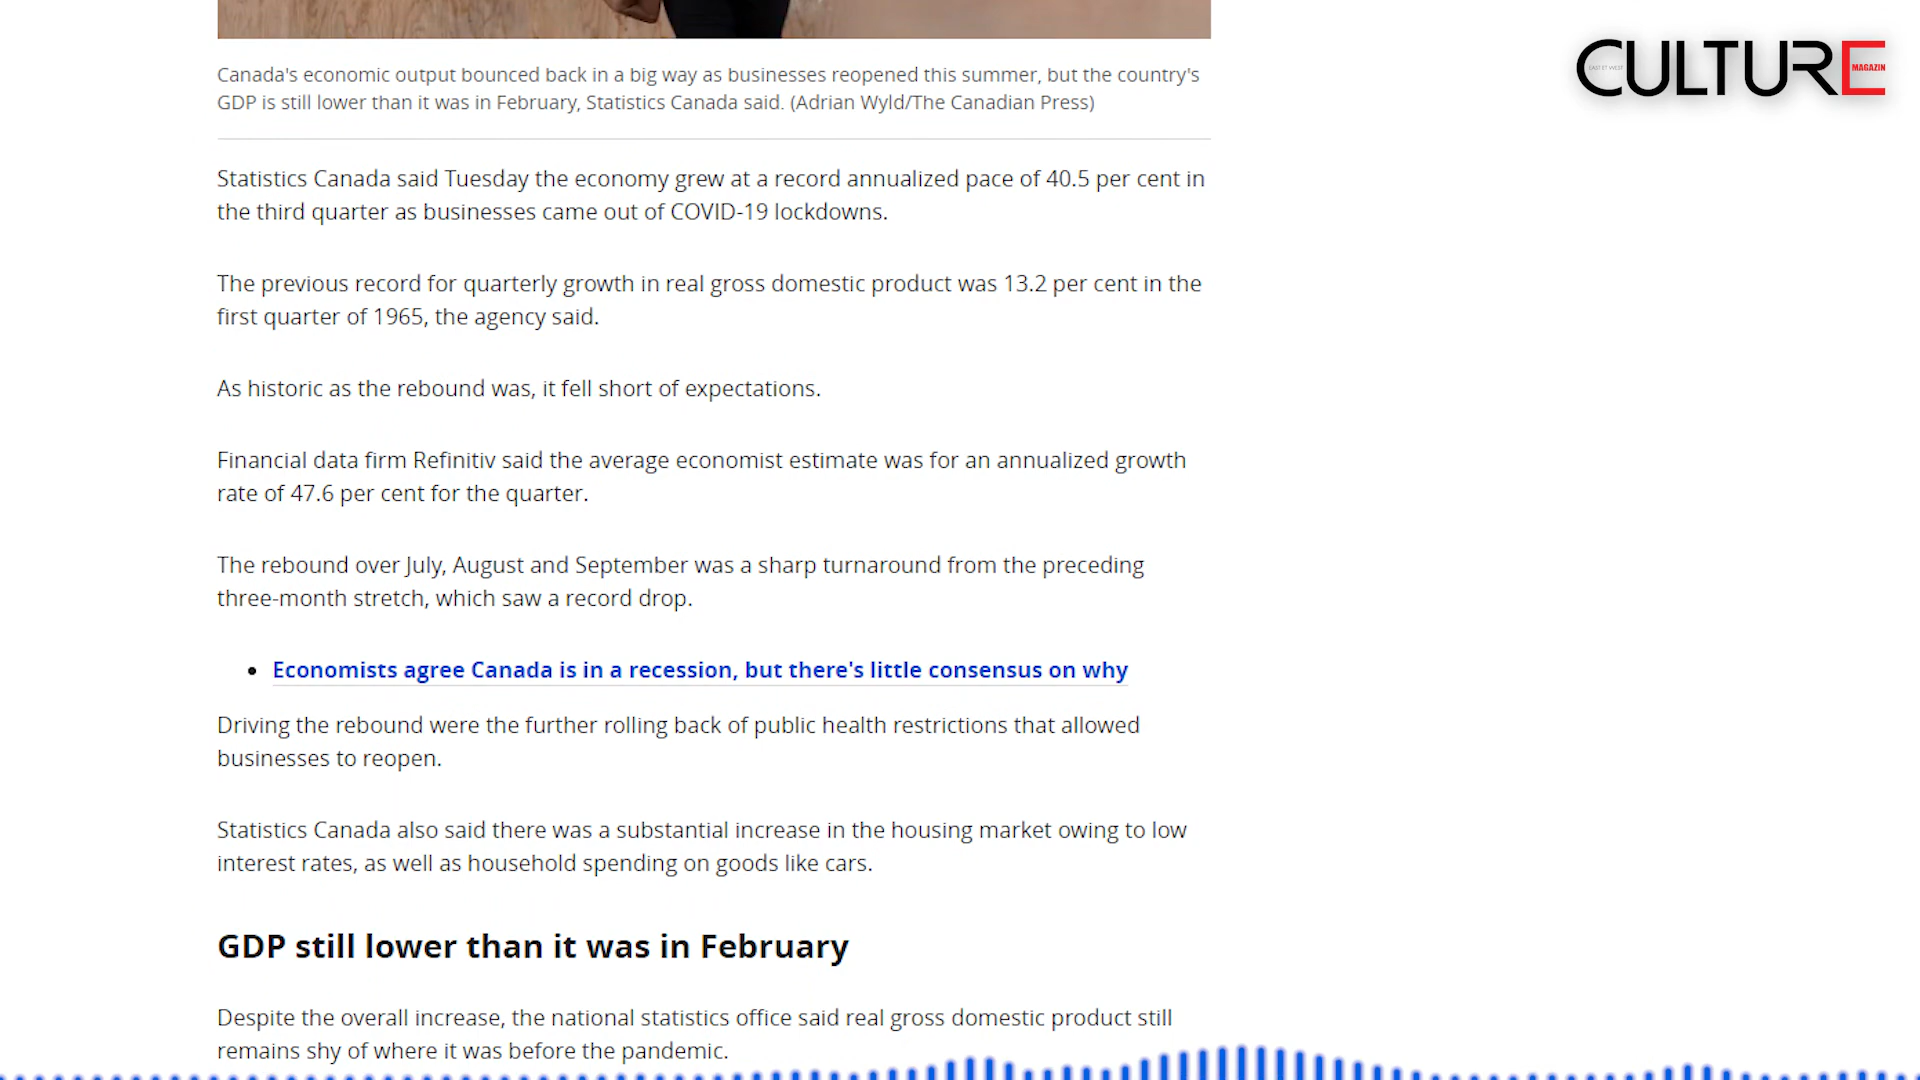 Canada's economic output bounced back in a big way as businesses reopened this summer, but the country's
GDP is still lower than it was in February, Statistics Canada said. (Adrian Wyld/The Canadian Press)
CULTURE
EAST ET WEST
MAGAZIN
Statistics Canada said Tuesday the economy grew at a record annualized pace of 40.5 per cent in
the third quarter as businesses came out of COVID-19 lockdowns.
The previous record for quarterly growth in real gross domestic product was 13.2 per cent in the
first quarter of 1965, the agency said.
As historic as the rebound was, it fell short of expectations.
Financial data firm Refinitiv said the average economist estimate was for an annualized growth
rate of 47.6 per cent for the quarter.
The rebound over July, August and September was a sharp turnaround from the preceding
three-month stretch, which saw a record drop.
• Economists agree Canada is in a recession, but there's little consensus on why
Driving the rebound were the further rolling back of public health restrictions that allowed
businesses to reopen.
Statistics Canada also said there was a substantial increase in the housing market owing to low
interest rates, as well as household spending on goods like cars.
GDP still lower than it was in February
Despite the overall increase, the national statistics office said real gross domestic product still
remains shy of where it was before the pandemic.